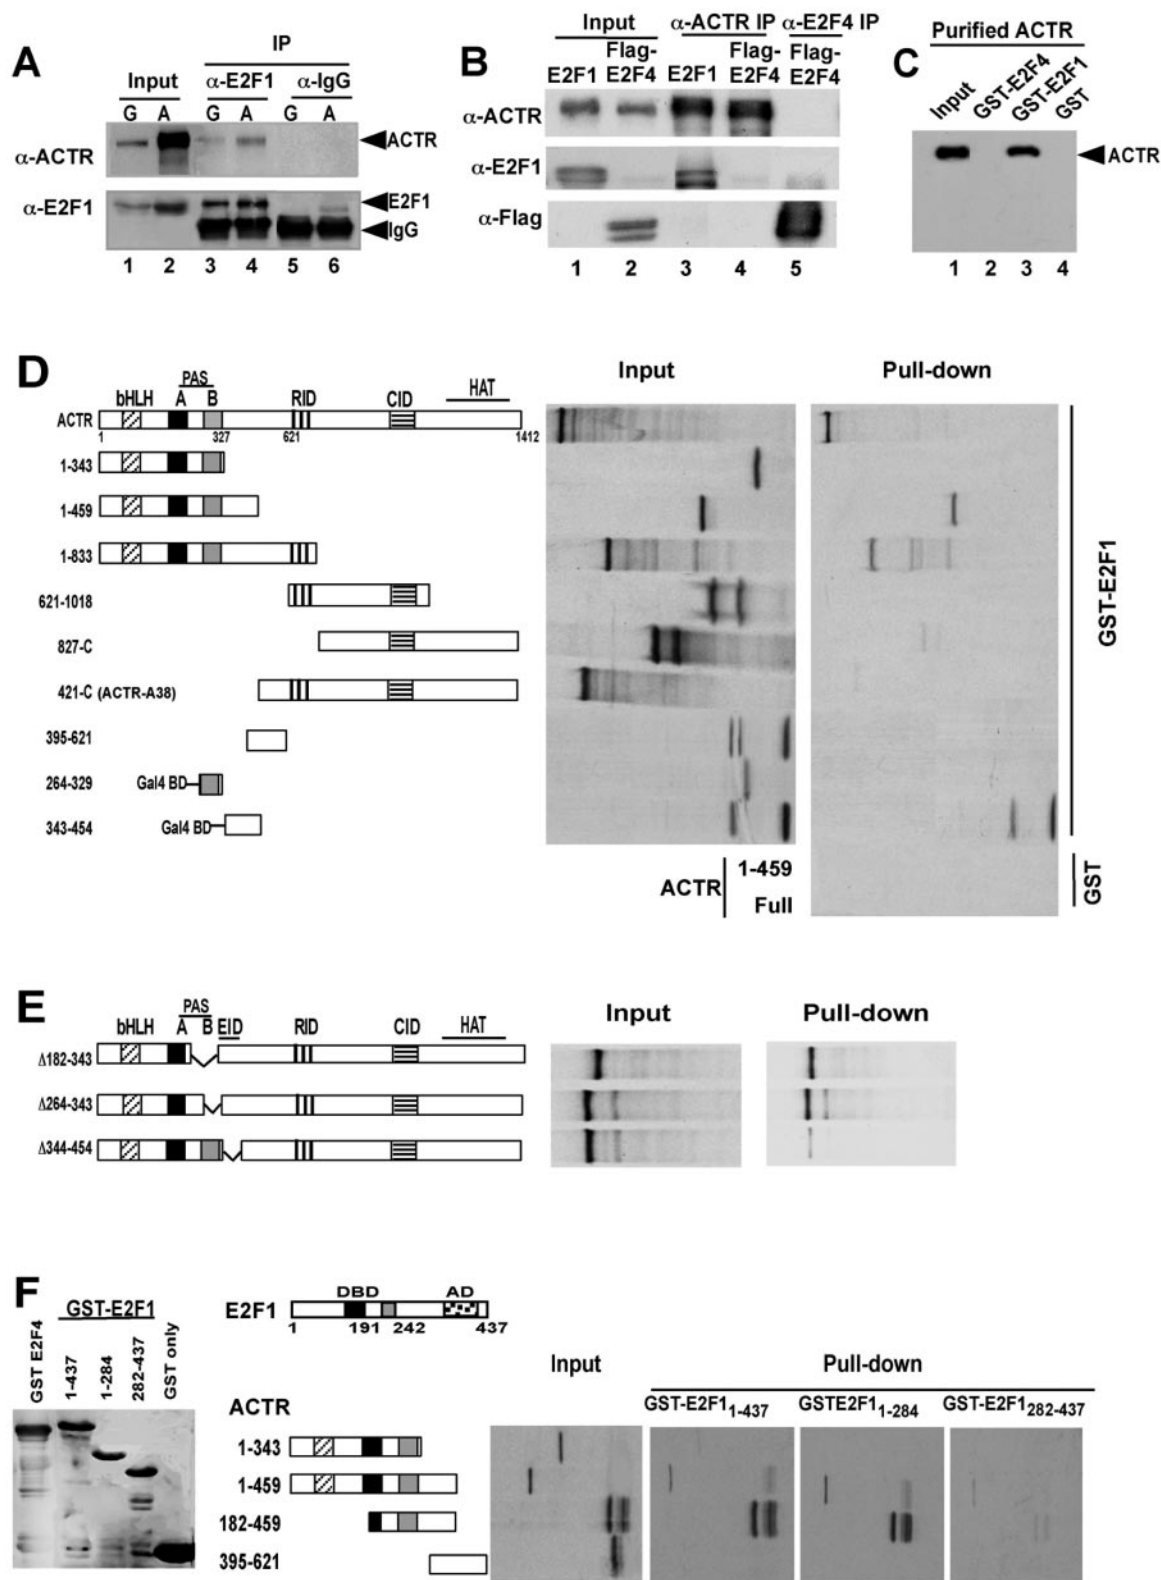 A
IP
Input α-E2F1 α-IgG
G A G A G A
α-ACTR
ACTR
α-E2F1
E2F1
IgG
1 2 3 4 5 6
B
Input α-ACTR IP α-E2F4 IP
Flag- Flag- Flag-
E2F1 E2F4 E2F1 E2F4 E2F4
α-ACTR
α-E2F1
α-Flag
1 2 3 4 5
C
Purified ACTR
Input GST-E2F4 GST-E2F1 GST
ACTR
1 2 3 4
D
Input Pull-down
PAS
bHLH A B RID CID HAT
ACTR
1 327 621 1412
1-343
1-459
1-833
621-1018
827-C
421-C (ACTR-A38)
395-621
264-329 Gal4 BD
343-454 Gal4 BD
GST-E2F1
GST
ACTR
1-459
Full
E
Input Pull-down
PAS
bHLH A B EID RID CID HAT
Δ182-343
Δ264-343
Δ344-454
F
GST-E2F1
GST E2F4
1-437
1-284
282-437
GST only
DBD AD
E2F1
1 191 242 437
Input Pull-down
GST-E2F1 1-437 GSTE2F1 1-284 GST-E2F1 282-437
ACTR
1-343
1-459
182-459
395-621